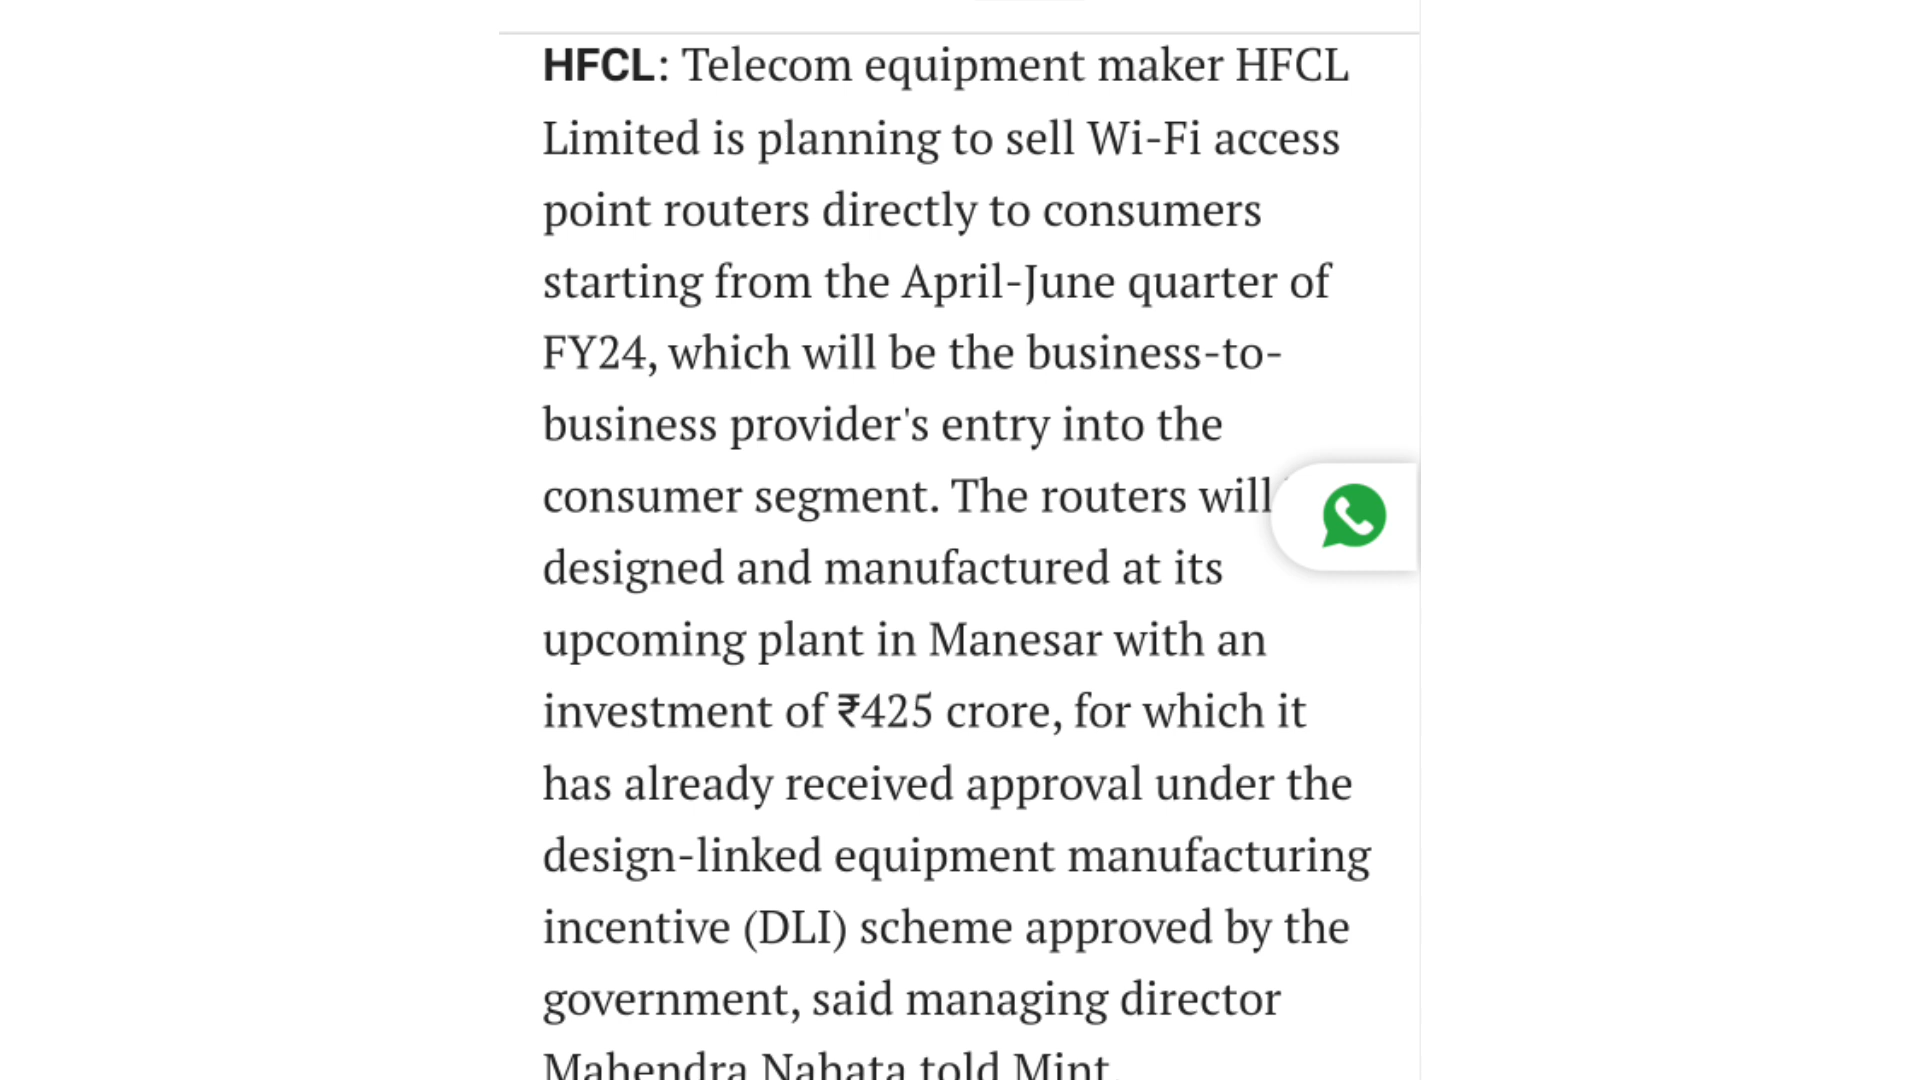 HFCL: Telecom equipment maker HFCL
Limited is planning to sell Wi-Fi access
point routers directly to consumers
starting from the April-June quarter of
FY24, which will be the business-to-
business provider's entry into the
consumer segment. The routers will
designed and manufactured at its
upcoming plant in Manesar with an
investment of ₹425 crore, for which it
has already received approval under the
design-linked equipment manufacturing
incentive (DLI) scheme approved by the
government, said managing director
Mahendra Nahata told Mint.